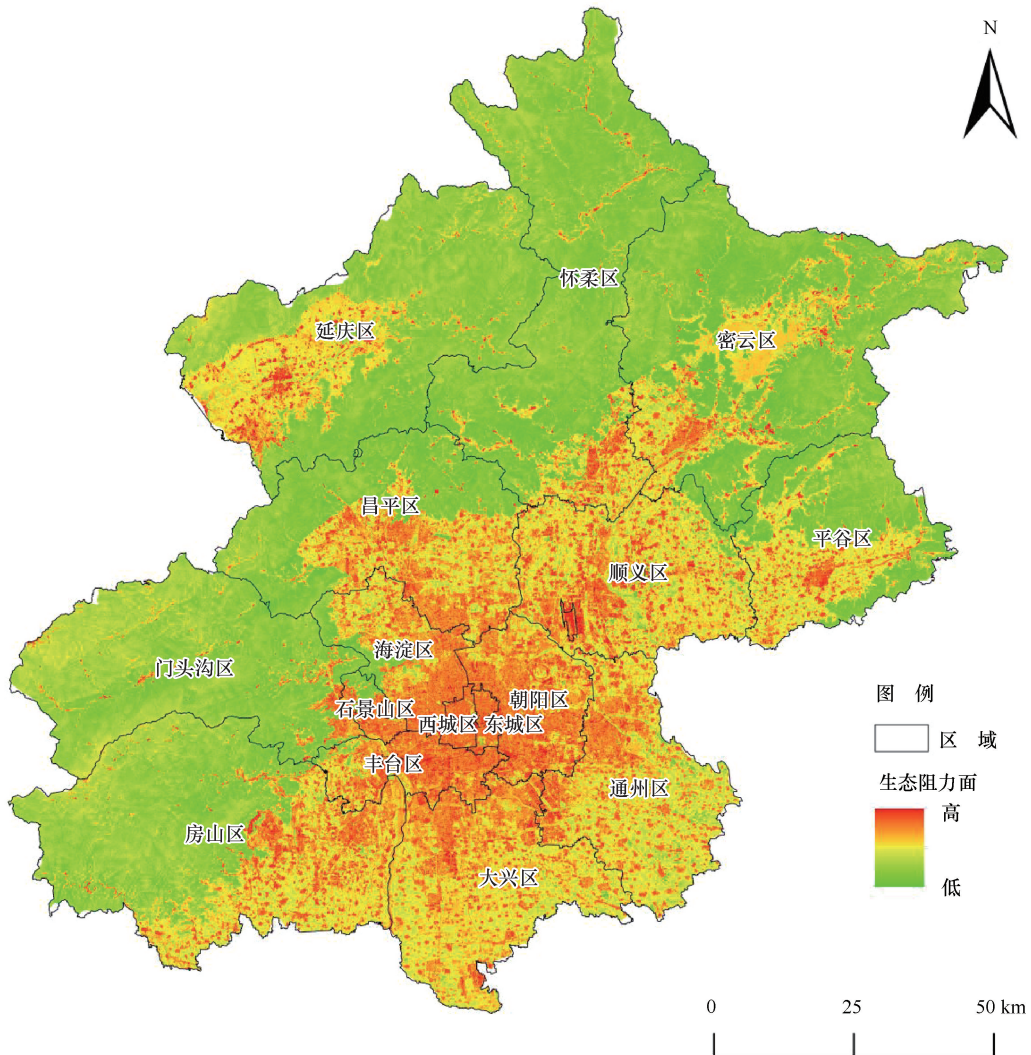 N
怀柔区
延庆区
密云区
昌平区
平谷区
顺义区
海淀区
门头沟区
朝阳区
石景山区
西城区
东城区
丰台区
通州区
房山区
大兴区
图 例
区 域
生态阻力面
高
低
0 25 50 km